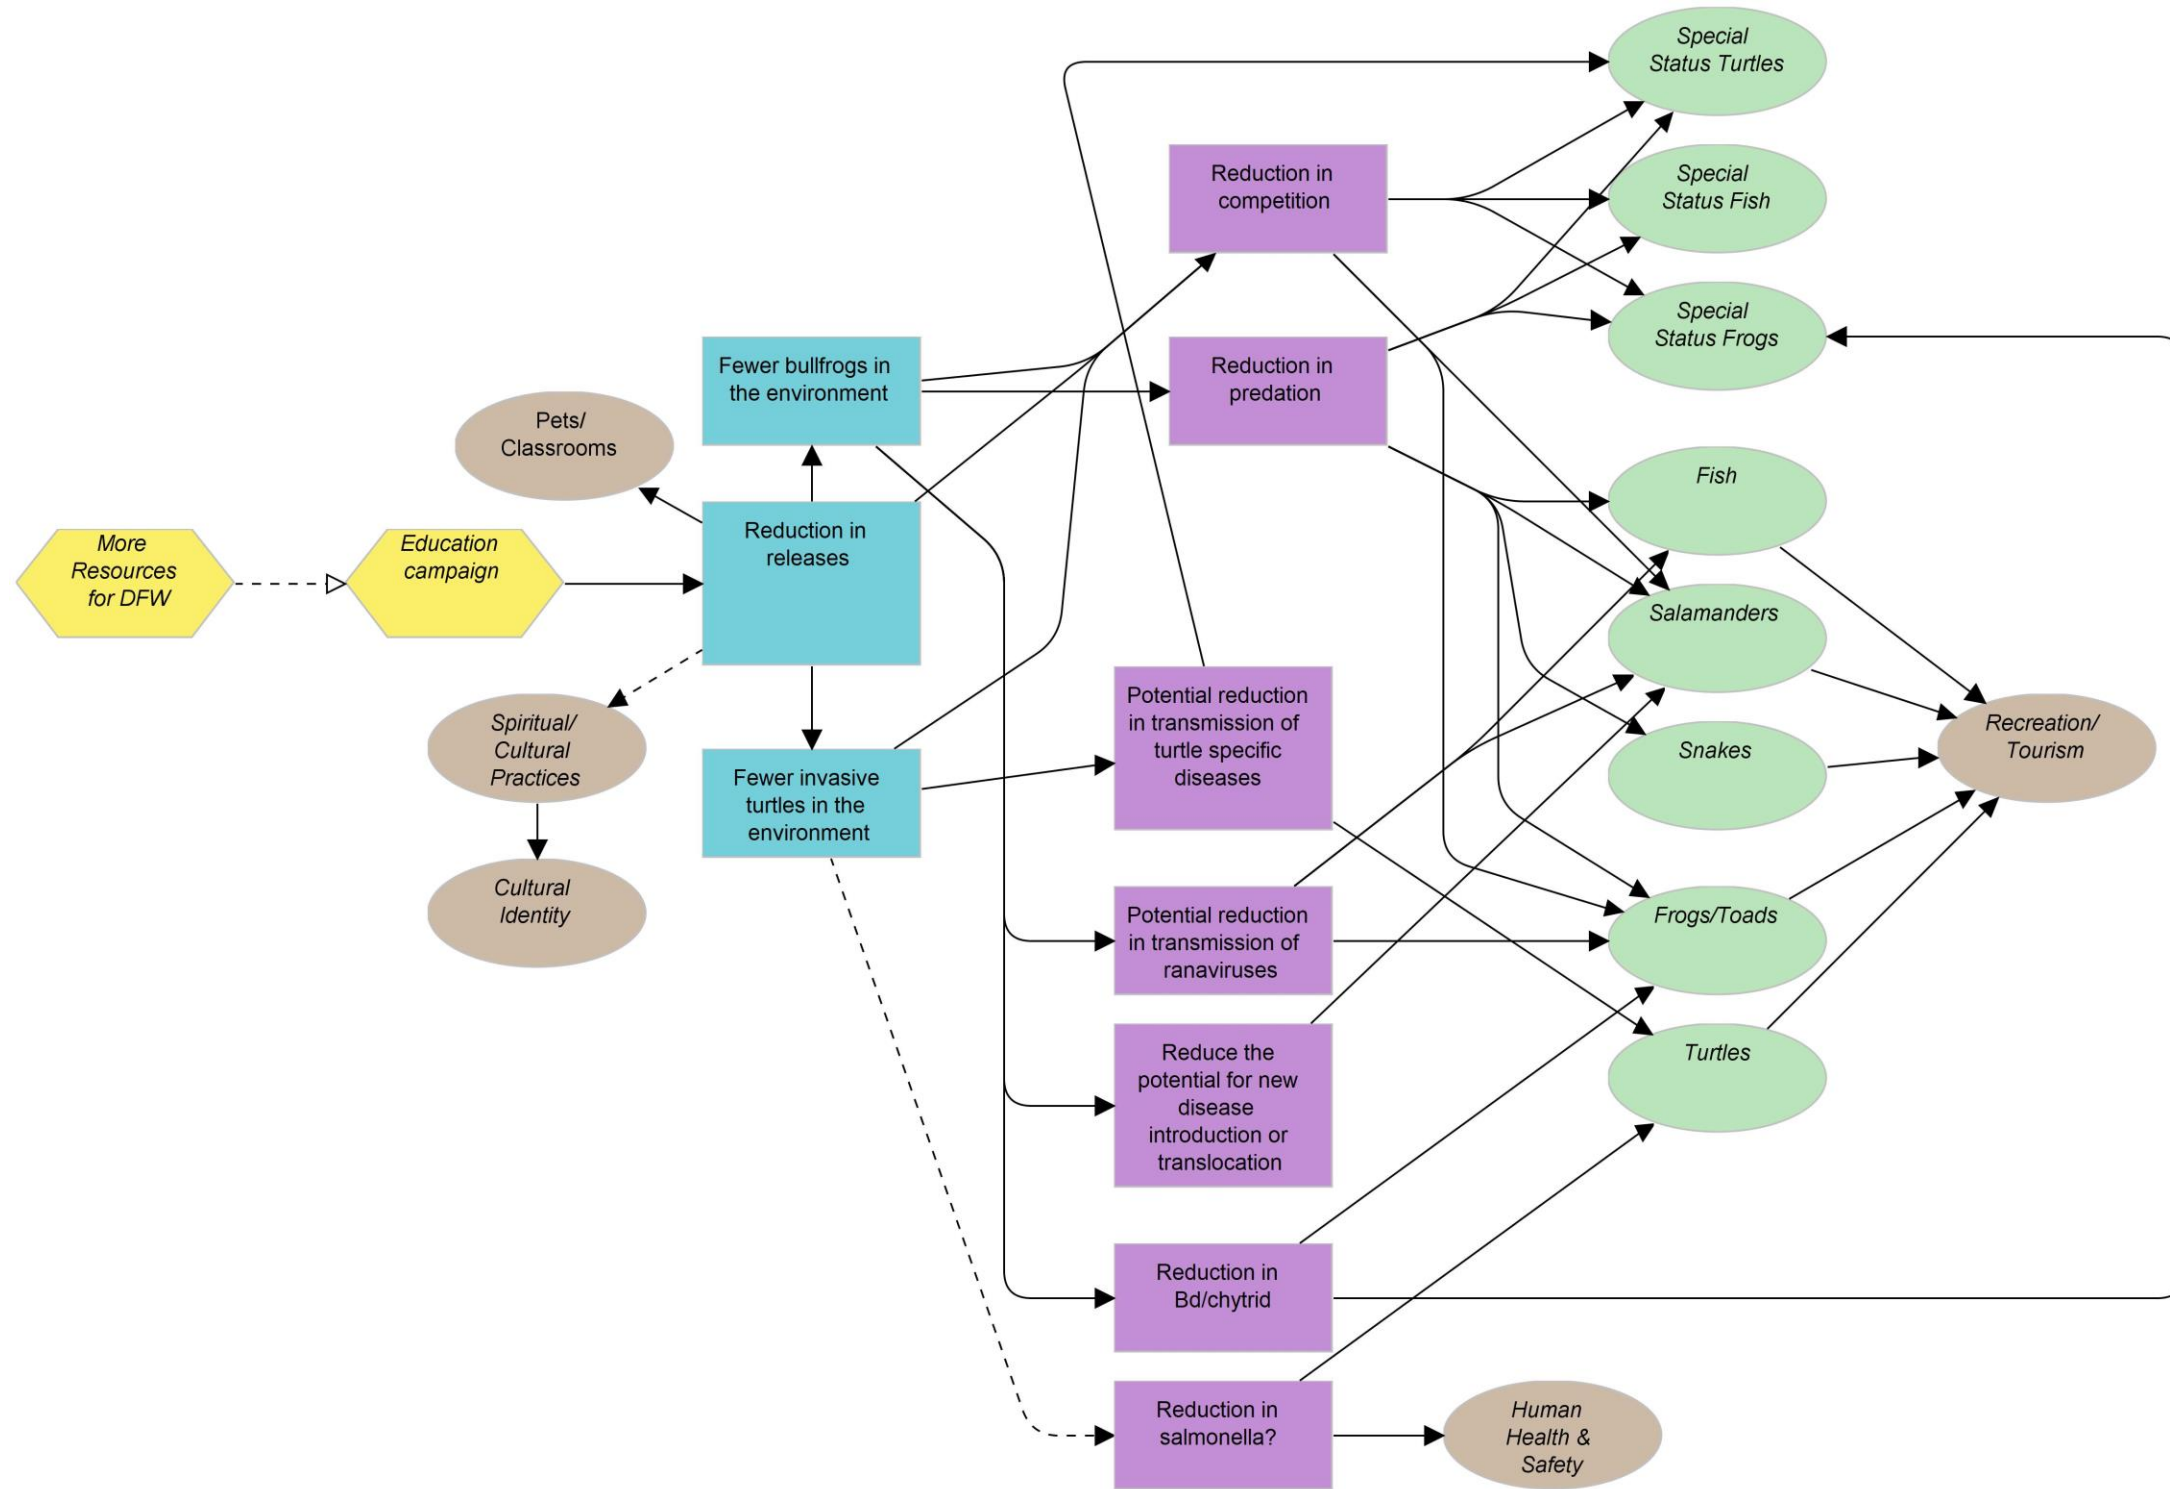 Special
Status Turtles
Reduction in
competition
Special
Status Fish
Special
Status Frogs
Fewer bullfrogs in
the environment
Reduction in
predation
Pets/
Classrooms
Fish
More
Resources
for DFW
Education
campaign
Reduction in
releases
Salamanders
Spiritual/
Cultural
Practices
Potential reduction
in transmission of
turtle specific
diseases
Snakes
Recreation/
Tourism
Fewer invasive
turtles in the
environment
Cultural
Identity
Potential reduction
in transmission of
ranaviruses
Frogs/Toads
Reduce the
potential for new
disease
introduction or
translocation
Turtles
Reduction in
Bd/chytrid
Reduction in
salmonella?
Human
Health &
Safety